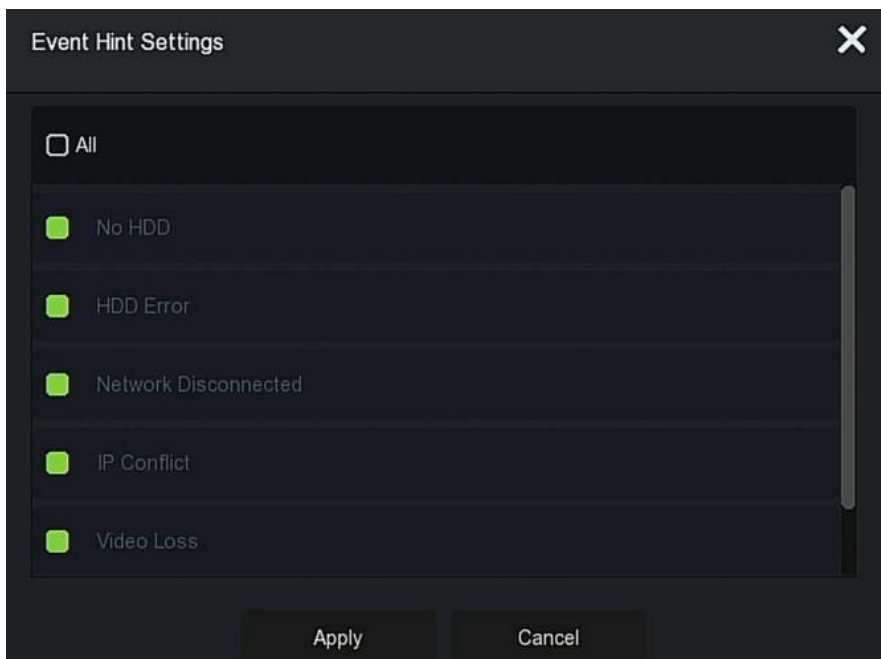 Event Hint Settings
All
No HDD
HDD Error
Network Disconnected
IP Conflict
Video Loss
Apply
Cancel